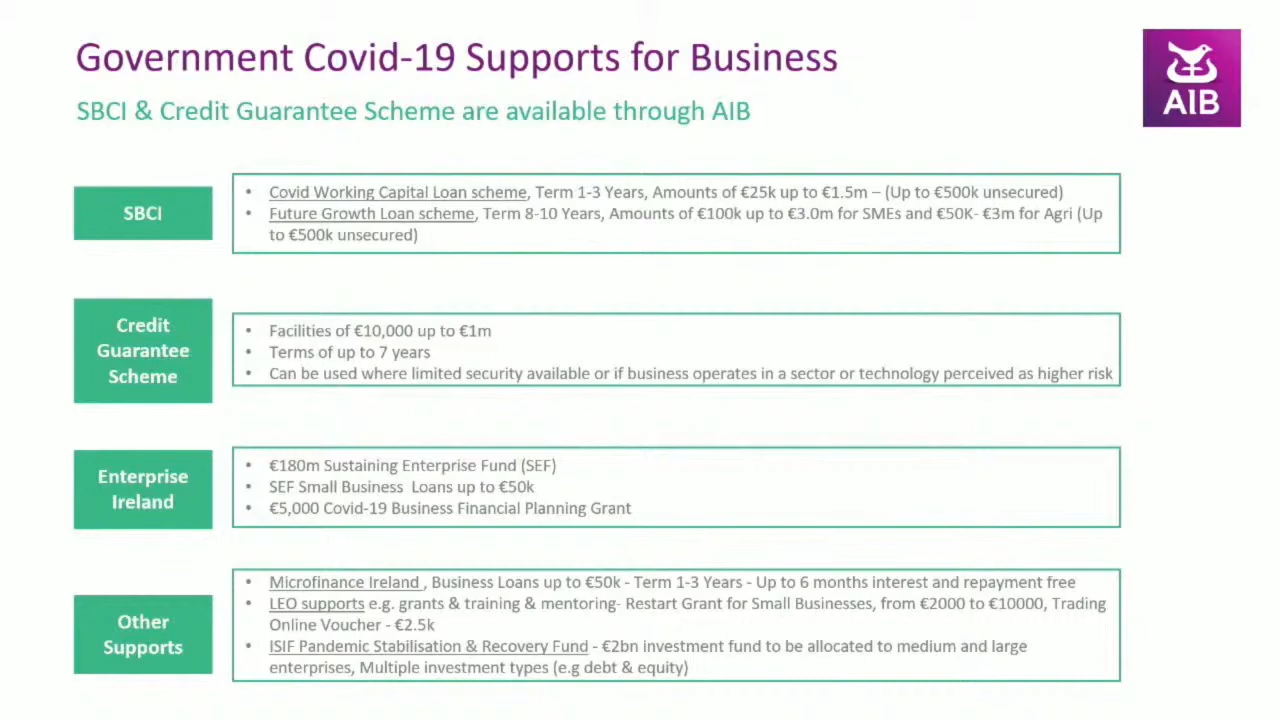 Government Covid-19 Supports for Business
SBCI & Credit Guarantee Scheme are available through AIB
AIB
SBCI
• Covid Working Capital Loan scheme, Term 1-3 Years, Amounts of €25k up to €1.5m – (Up to €500k unsecured)
• Future Growth Loan scheme, Term 8-10 Years, Amounts of €100k up to €3.0m for SMEs and €50K- €3m for Agri (Up
to €500k unsecured)
Credit
Guarantee
Scheme
• Facilities of €10,000 up to €1m
• Terms of up to 7 years
• Can be used where limited security available or if business operates in a sector or technology perceived as higher risk
Enterprise
Ireland
• €180m Sustaining Enterprise Fund (SEF)
• SEF Small Business  Loans up to €50k
• €5,000 Covid-19 Business Financial Planning Grant
Other
Supports
• Microfinance Ireland , Business Loans up to €50k - Term 1-3 Years - Up to 6 months interest and repayment free
• LEO supports e.g. grants & training & mentoring- Restart Grant for Small Businesses, from €2000 to €10000, Trading
Online Voucher - €2.5k
• ISIF Pandemic Stabilisation & Recovery Fund - €2bn investment fund to be allocated to medium and large
enterprises, Multiple investment types (e.g debt & equity)